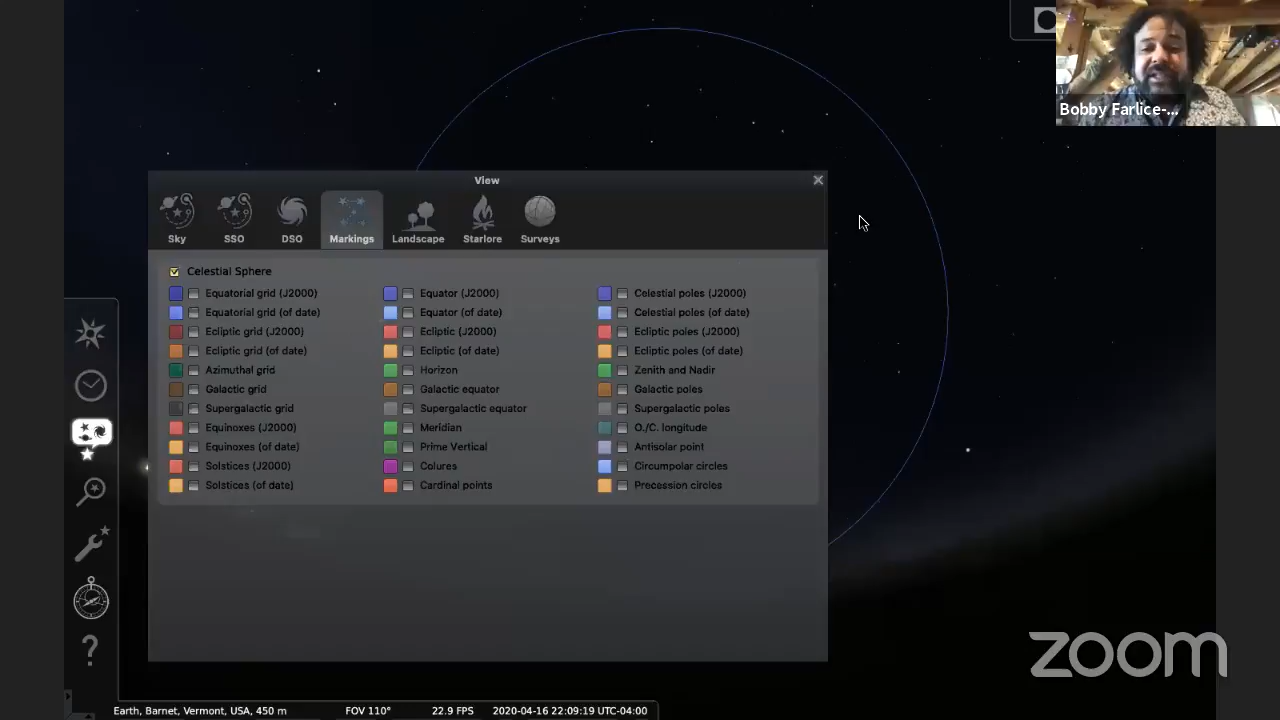 Bobby Farlice-...
View
Sky SSO DSO Markings Landscape Starlore Surveys
Celestial Sphere
Equatorial grid (J2000) Equator (J2000) Celestial poles (J2000)
Equatorial grid (of date) Equator (of date) Celestial poles (of date)
Ecliptic grid (J2000) Ecliptic (J2000) Ecliptic poles (J2000)
Ecliptic grid (of date) Ecliptic (of date) Ecliptic poles (of date)
Azimuthal grid Horizon Zenith and Nadir
Galactic grid Galactic equator Galactic poles
Supergalactic grid Supergalactic equator Supergalactic poles
Equinoxes (J2000) Meridian O./C. longitude
Equinoxes (of date) Prime Vertical Antisolar point
Solstices (J2000) Colures Circumpolar circles
Solstices (of date) Cardinal points Precession circles
?
zoom
Earth, Barnet, Vermont, USA, 450 m FOV 110° 22.9 FPS 2020-04-16 22:09:19 UTC-04:00